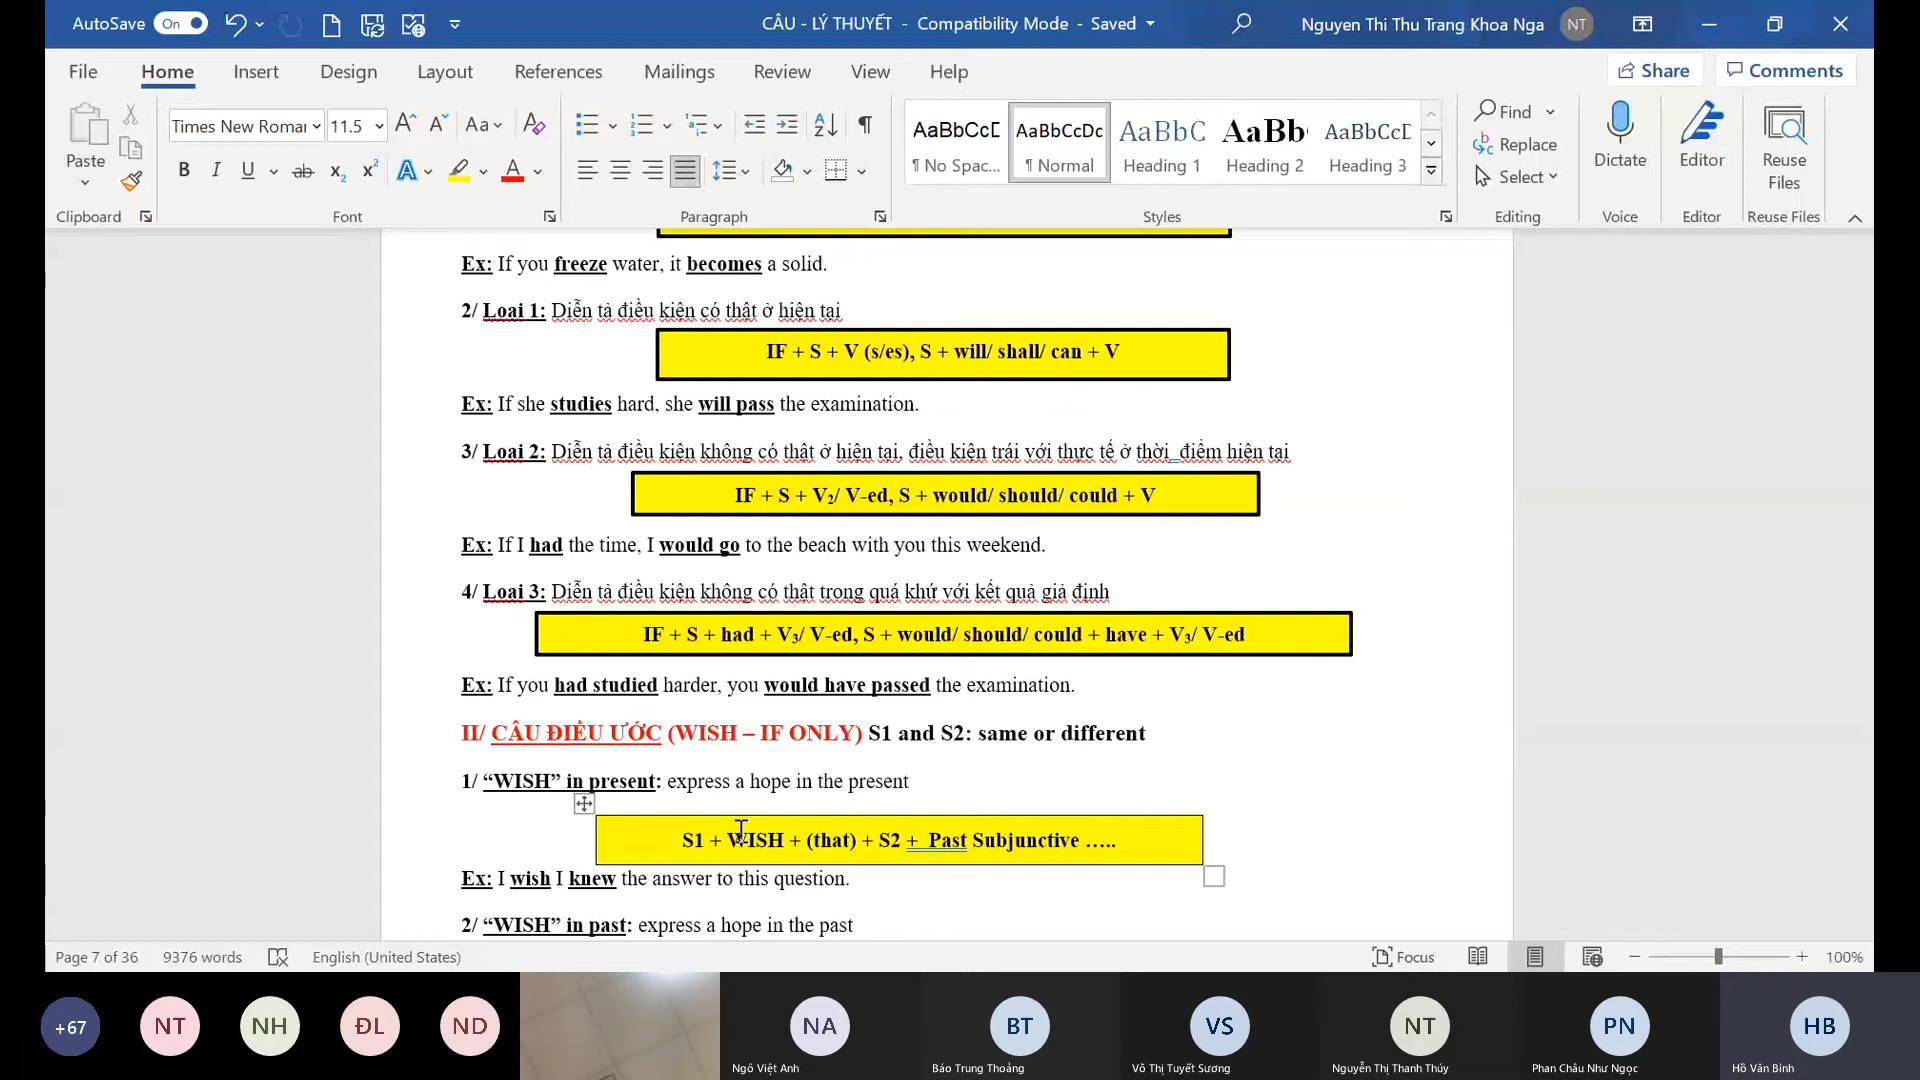 AutoSave On CÂU - LÝ THUYẾT - Compatibility Mode - Saved Nguyen Thi Thu Trang Khoa Nga NT
File Home Insert Design Layout References Mailings Review View Help Share Comments
Times New Roman 11.5 Aa
Paste
B I U ab x₂ x² A A
AaBbCcD ¶ No Spac...
AaBbCcDc ¶ Normal
AaBbC Heading 1
AaBb Heading 2
AaBbCcD Heading 3
Find
Replace
Select
Dictate
Editor
Reuse Files
Clipboard Font Paragraph Styles Editing Voice Editor Reuse Files
Ex: If you freeze water, it becomes a solid.
2/ Loại 1: Diễn tả điều kiện có thật ở hiện tại
IF + S + V (s/es), S + will/ shall/ can + V
Ex: If she studies hard, she will pass the examination.
3/ Loại 2: Diễn tả điều kiện không có thật ở hiện tại, điều kiện trái với thực tế ở thời điểm hiện tại
IF + S + V₂/ V-ed, S + would/ should/ could + V
Ex: If I had the time, I would go to the beach with you this weekend.
4/ Loại 3: Diễn tả điều kiện không có thật trong quá khứ với kết quả giả định
IF + S + had + V₃/ V-ed, S + would/ should/ could + have + V₃/ V-ed
Ex: If you had studied harder, you would have passed the examination.
II/ CÂU ĐIỀU ƯỚC (WISH – IF ONLY) S1 and S2: same or different
1/ “WISH” in present: express a hope in the present
S1 + WISH + (that) + S2 + Past Subjunctive …..
Ex: I wish I knew the answer to this question.
2/ “WISH” in past: express a hope in the past
Page 7 of 36 9376 words English (United States) Focus 100%
+67 NT NH ĐL ND NA BT VS NT PN HB
Ngô Việt Anh Báo Trung Thoảng Võ Thị Tuyết Sương Nguyễn Thị Thanh Thúy Phan Châu Như Ngọc Hồ Văn Bình